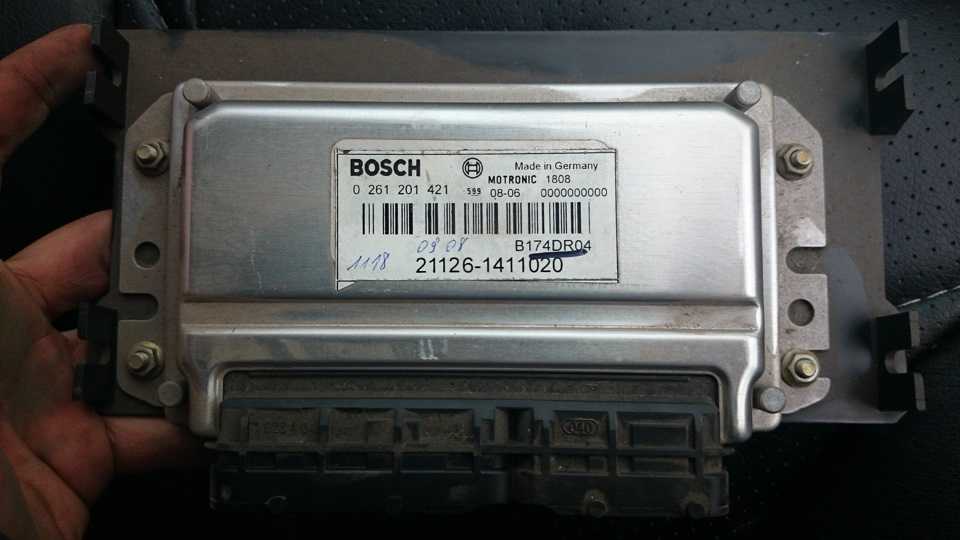 BOSCH Made in Germany
MOTRONIC 1808
0 261 201 421 599 08-06 0000000000
B174DR04
09 08
1118 21126-1411020